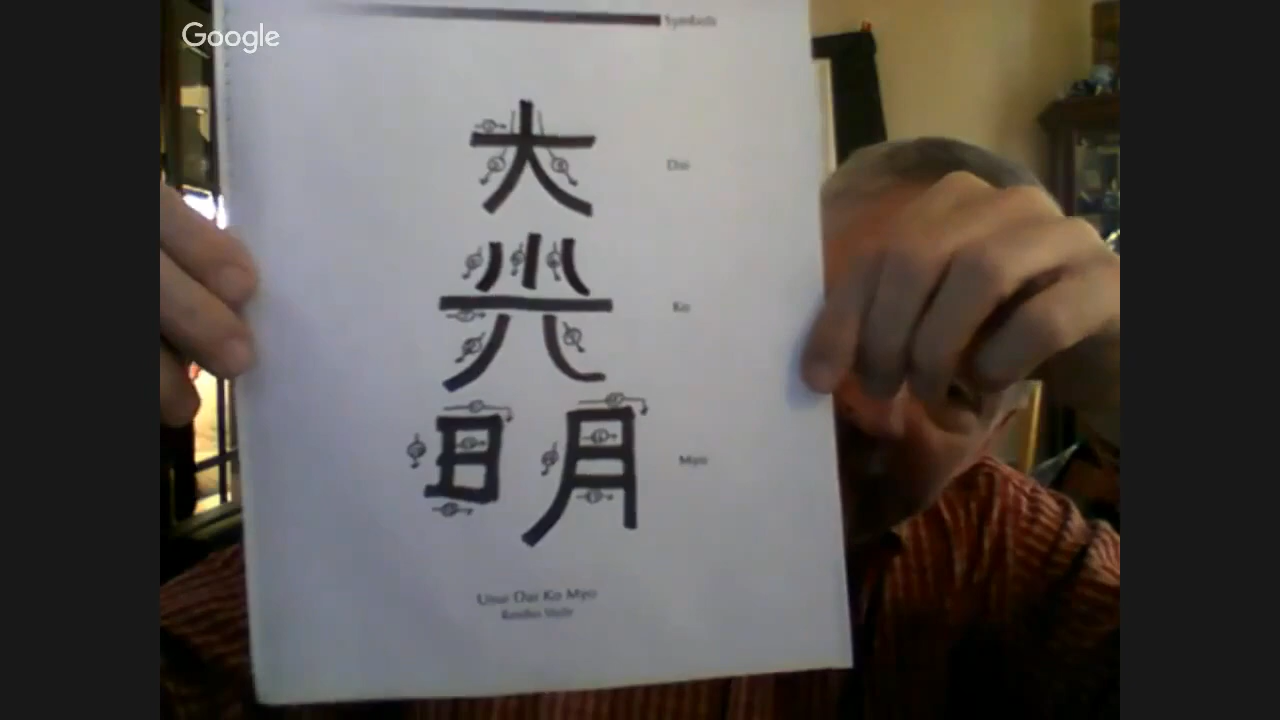 Google
Symbols
大 Dai
光 Ko
明 Myo
Usui Dai Ko Myo